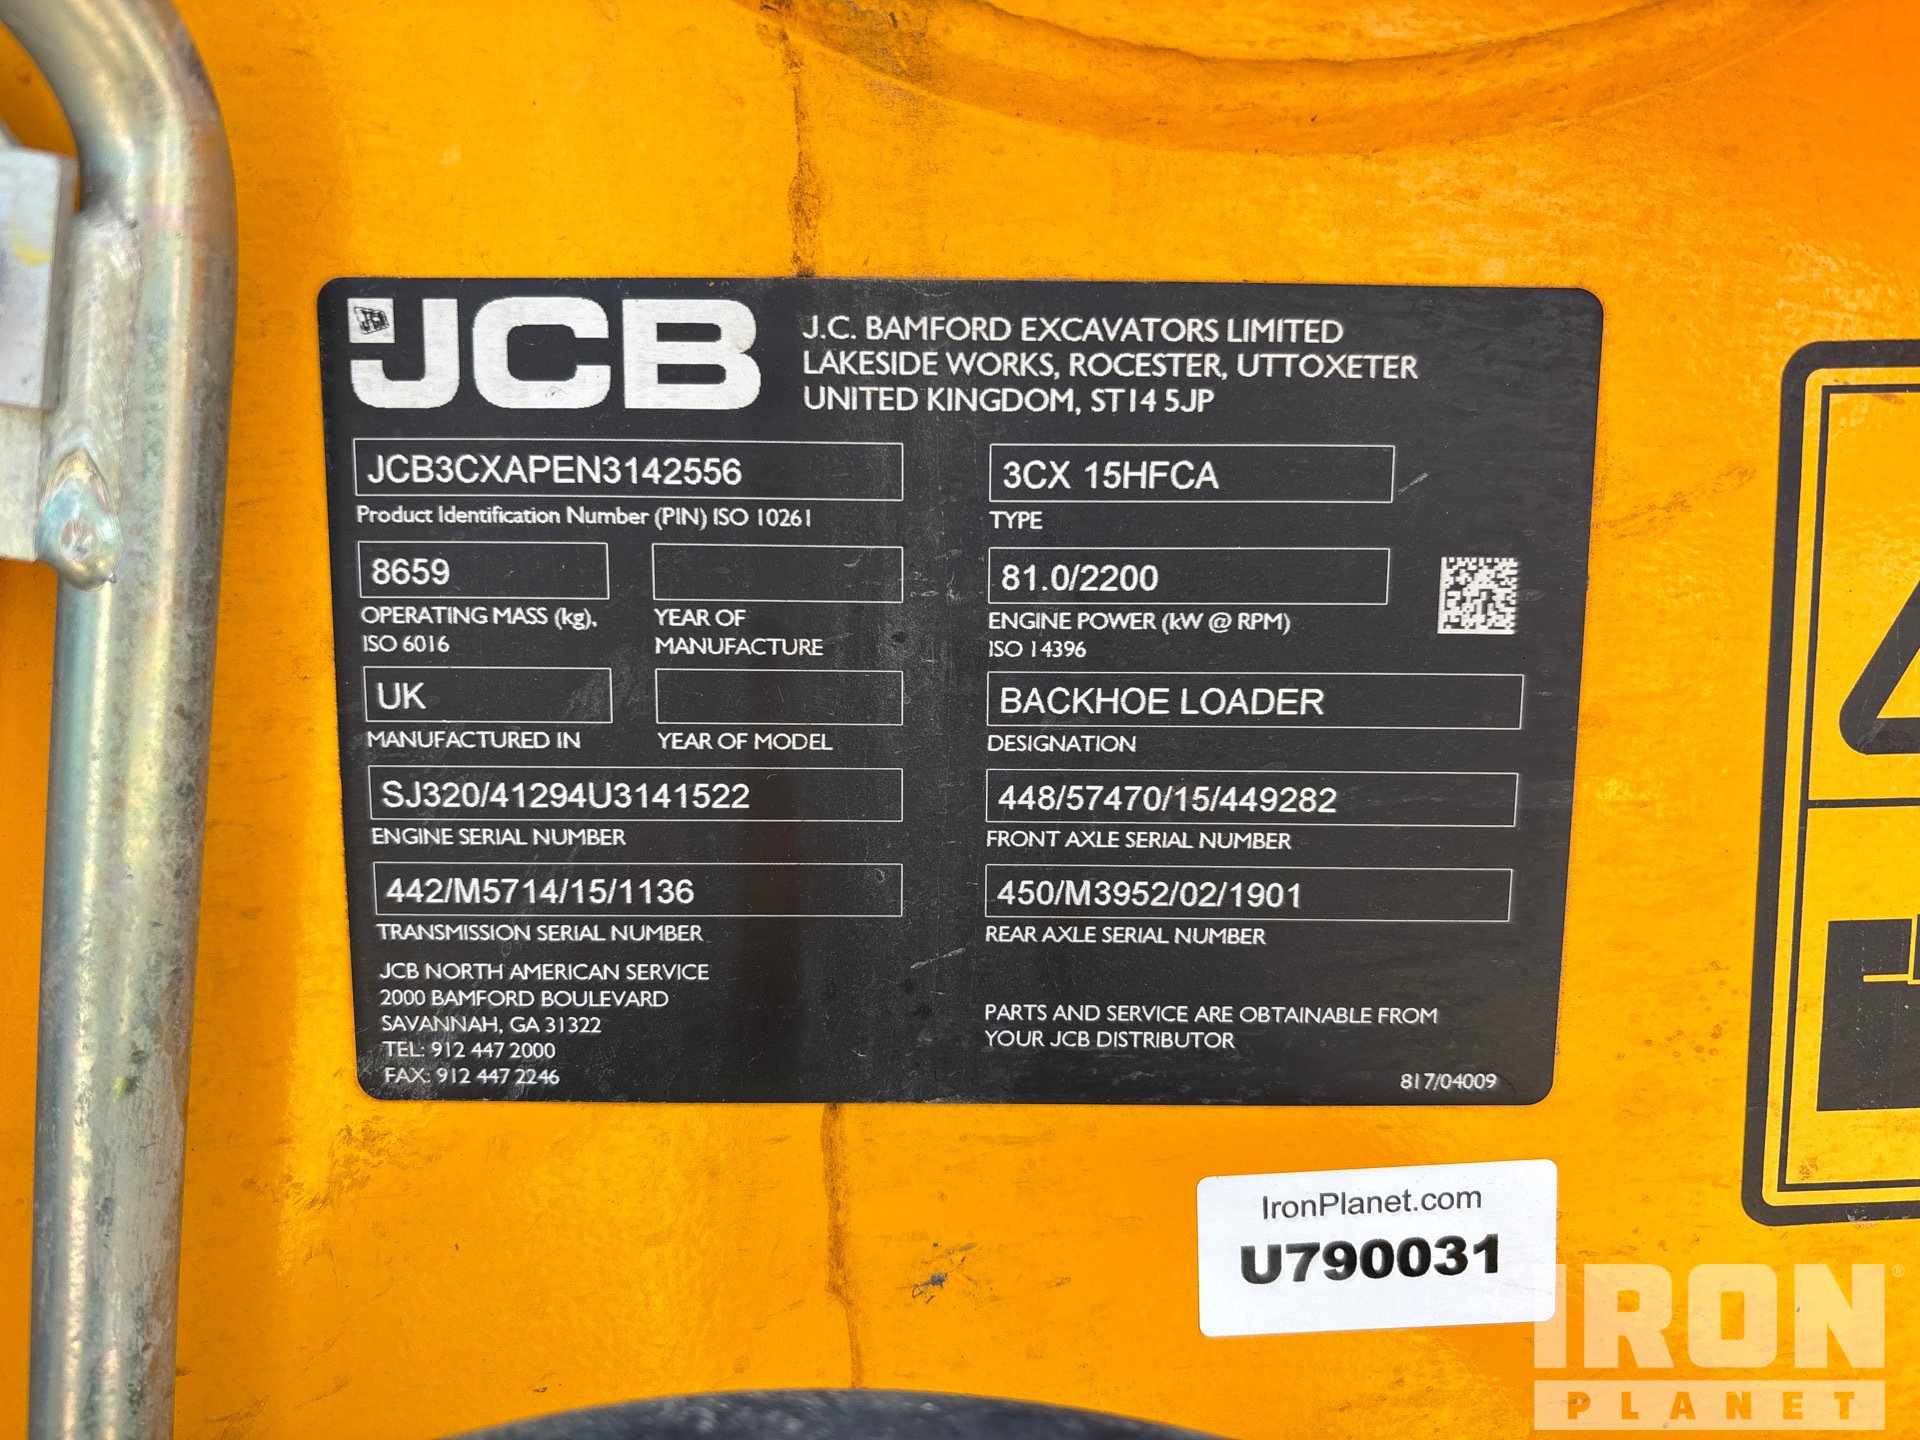 JCB
J.C. BAMFORD EXCAVATORS LIMITED
LAKESIDE WORKS, ROCESTER, UTTOXETER
UNITED KINGDOM, ST14 5JP
JCB3CXAPEN3142556
Product Identification Number (PIN) ISO 10261
3CX 15HFCA
TYPE
8659
OPERATING MASS (kg),
ISO 6016
YEAR OF
MANUFACTURE
81.0/2200
ENGINE POWER (kW @ RPM)
ISO 14396
UK
MANUFACTURED IN
YEAR OF MODEL
BACKHOE LOADER
DESIGNATION
SJ320/41294U3141522
ENGINE SERIAL NUMBER
448/57470/15/449282
FRONT AXLE SERIAL NUMBER
442/M5714/15/1136
TRANSMISSION SERIAL NUMBER
450/M3952/02/1901
REAR AXLE SERIAL NUMBER
JCB NORTH AMERICAN SERVICE
2000 BAMFORD BOULEVARD
SAVANNAH, GA 31322
TEL: 912 447 2000
FAX: 912 447 2246
PARTS AND SERVICE ARE OBTAINABLE FROM
YOUR JCB DISTRIBUTOR
817/04009
IronPlanet.com
U790031
IRON®
PLANET